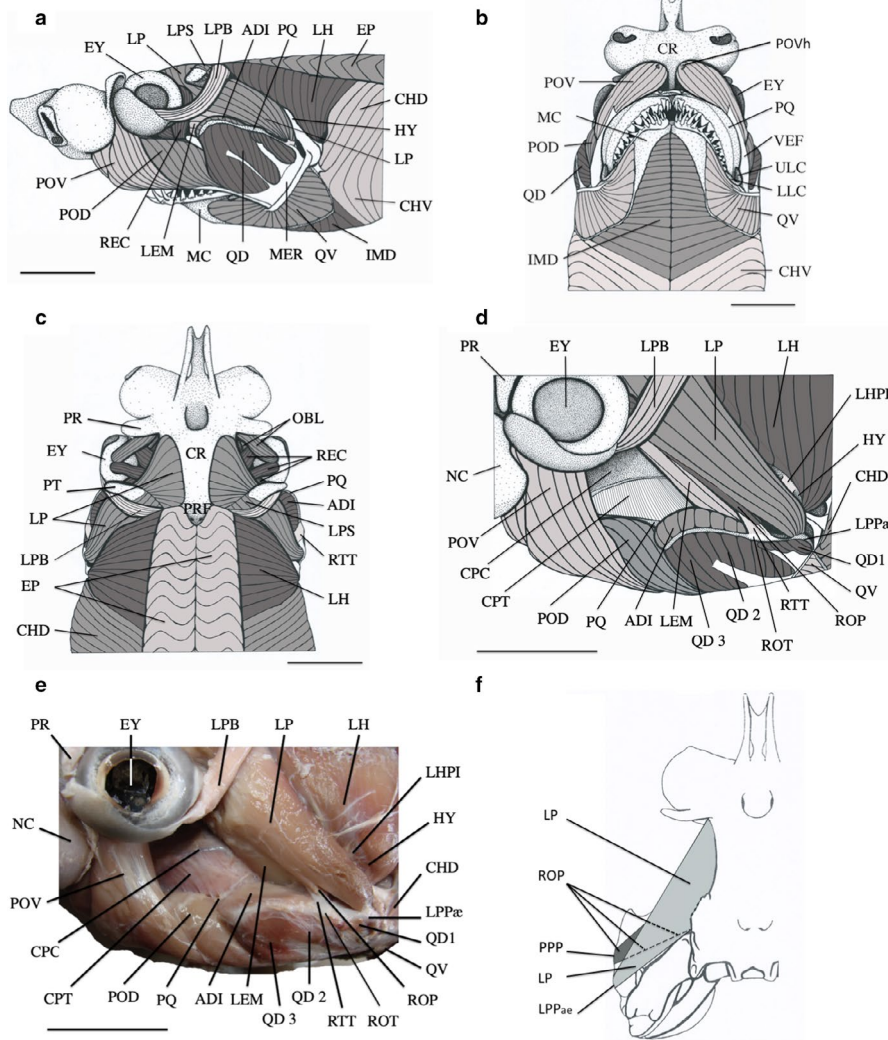 a
LP LPS LPB ADI PQ LH EP
EY
CHD
HY
LP
POV
CHV
POD
REC
LEM MC QD MER QV IMD
b
CR
POVh
POV
EY
MC
PQ
POD
VEF
ULC
QD
LLC
QV
IMD
CHV
c
PR
OBL
EY
CR
REC
PT
PQ
LP
ADI
PRF
LPS
LPB
RTT
EP
LH
CHD
d
PR EY LPB LP LH
LHPI
HY
NC
CHD
POV
LPPa
CPC
QD1
CPT
QV
POD
RTT
PQ ADI LEM QD 2 ROP
QD 3 ROT
e
PR EY LPB LP LH
LHPI
NC
HY
CHD
POV
LPPæ
CPC
QD1
QV
CPT POD PQ ADI LEM QD 2 RTT ROP
QD 3 ROT
f
LP
ROP
PPP
LP
LPPae